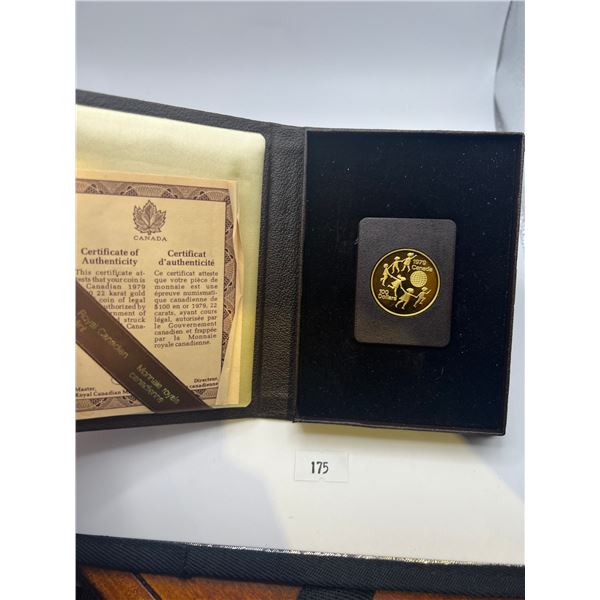 CANADA
Certificate of
Authenticity
This certificate at-
tests that your coin is
Canadian 1979
0 22 karat gold
coin of legal
authorized by
ernment of
struck
Cana-
Royal Canadian
Master,
Royal Canadian
Certificat
d'authenticité
Ce certificat atteste
que votre pièce de
monnaie est une
épreuve numismati-
que canadienne de
$100 en or 1979, 22
carats, ayant cours
légal, autorisée par
le Gouvernement
canadien et frappée
par la Monnaie
royale canadienne.
Monnaie royale
canadienne
Directeur,
canadienne
1979
Canada
100
Dollars
175